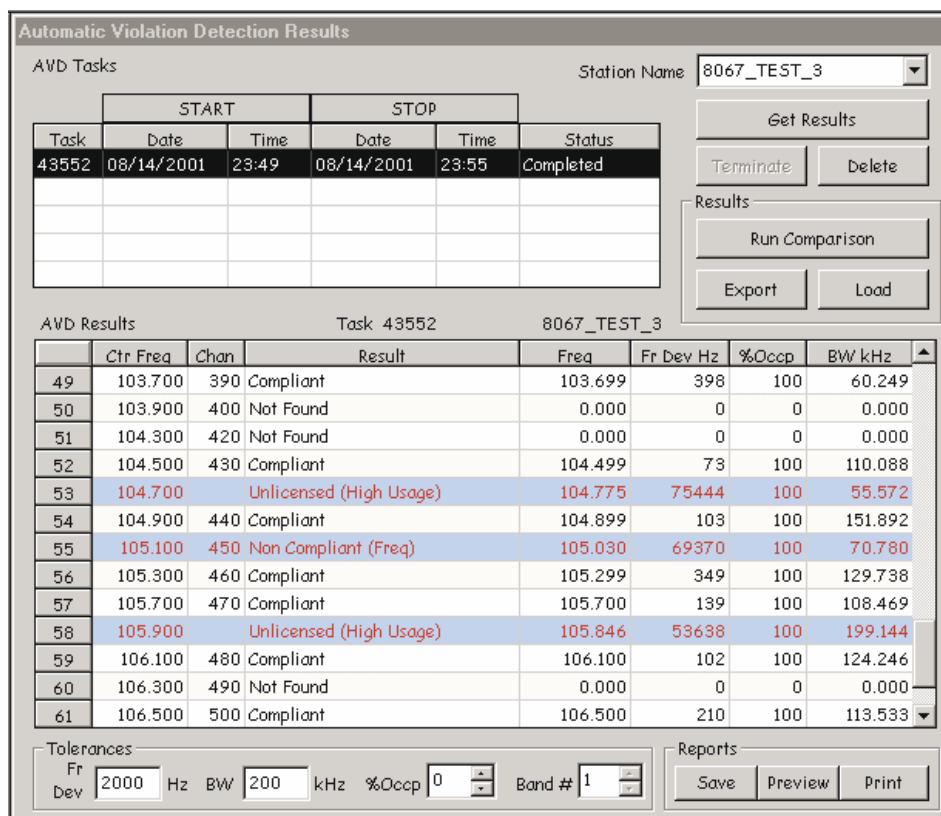 Automatic Violation Detection Results
AVD Tasks
Station Name 8067_TEST_3
START STOP
Task Date Time Date Time Status
43552 08/14/2001 23:49 08/14/2001 23:55 Completed
Get Results
Terminate Delete
Results
Run Comparison
Export Load
AVD Results Task 43552 8067_TEST_3
Ctr Freq Chan Result Freq Fr Dev Hz %Occp BW kHz
49 103.700 390 Compliant 103.699 398 100 60.249
50 103.900 400 Not Found 0.000 0 0 0.000
51 104.300 420 Not Found 0.000 0 0 0.000
52 104.500 430 Compliant 104.499 73 100 110.088
53 104.700 Unlicensed (High Usage) 104.775 75444 100 55.572
54 104.900 440 Compliant 104.899 103 100 151.892
55 105.100 450 Non Compliant (Freq) 105.030 69370 100 70.780
56 105.300 460 Compliant 105.299 349 100 129.738
57 105.700 470 Compliant 105.700 139 100 108.469
58 105.900 Unlicensed (High Usage) 105.846 53638 100 199.144
59 106.100 480 Compliant 106.100 102 100 124.246
60 106.300 490 Not Found 0.000 0 0 0.000
61 106.500 500 Compliant 106.500 210 100 113.533
Tolerances
Fr Dev 2000 Hz BW 200 kHz %Occp 0 Band # 1
Reports
Save Preview Print